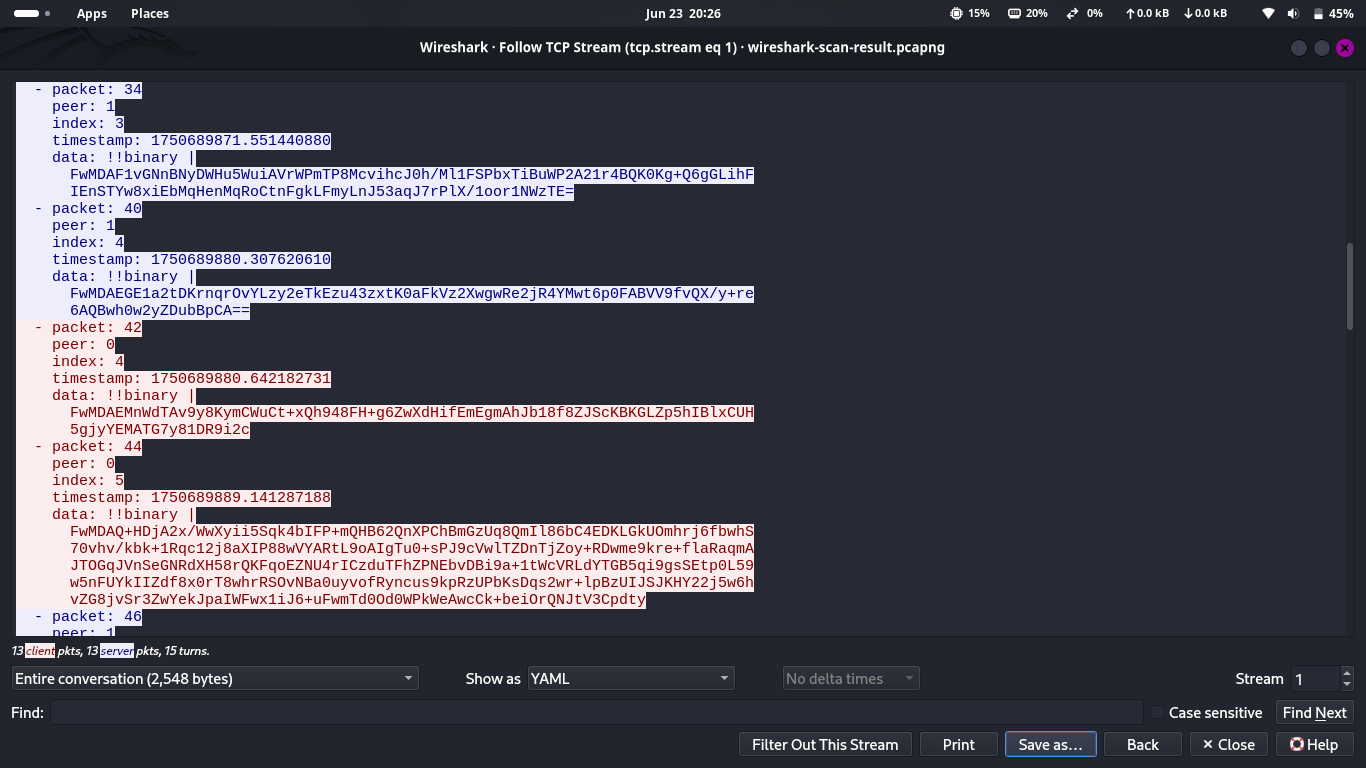 Apps Places Jun 23 20:26 15% 20% 0% ↑0.0 kB ↓0.0 kB 45%
Wireshark · Follow TCP Stream (tcp.stream eq 1) · wireshark-scan-result.pcapng
- packet: 34
peer: 1
index: 3
timestamp: 1750689871.551440880
data: !!binary |
FwMDAF1vGNnBNyDWHu5WuiAVrWPmTP8McvihcJ0h/Ml1FSPbxTiBuWP2A21r4BQK0Kg+Q6gGLihF
IEnSTYw8xiEbMqHenMqRoCtnFgkLFmyLnJ53aqJ7rPlX/1oor1NWzTE=
- packet: 40
peer: 1
index: 4
timestamp: 1750689880.307620610
data: !!binary |
FwMDAEGE1a2tDKrnqrOvYLzy2eTkEzu43zxtK0aFkVz2XwgwRe2jR4YMwt6p0FABVV9fvQX/y+re
6AQBwh0w2yZDubBpCA==
- packet: 42
peer: 0
index: 4
timestamp: 1750689880.642182731
data: !!binary |
FwMDAEMnWdTAv9y8KymCWuCt+xQh948FH+g6ZwXdHifEmEgmAhJb18f8ZJScKBKGLZp5hIBlxCUH
5gjyYEMATG7y81DR9i2c
- packet: 44
peer: 0
index: 5
timestamp: 1750689889.141287188
data: !!binary |
FwMDAQ+HDjA2x/WwXyii5Sqk4bIFP+mQHB62QnXPChBmGzUq8QmIl86bC4EDKLGkUOmhrj6fbwhS
70vhv/kbk+1Rqc12j8aXIP88wVYARtL9oAIgTu0+sPJ9cVwlTZDnTjZoy+RDwme9kre+flaRaqmA
JTOGqJVnSeGNRdXH58rQKFqoEZNU4rICzduTFhZPNEbvDBi9a+1tWcVRLdYTGB5qi9gsSEtp0L59
w5nFUYkIIZdf8x0rT8whrRSOvNBa0uyvofRyncus9kpRzUPbKsDqs2wr+lpBzUIJSJKHY22j5w6h
vZG8jvSr3ZwYekJpaIWFwx1iJ6+uFwmTd0Od0WPkWeAwcCk+beiOrQNJtV3Cpdty
- packet: 46
peer: 1
13 client pkts, 13 server pkts, 15 turns.
Entire conversation (2,548 bytes) Show as YAML No delta times Stream 1
Find: Case sensitive Find Next
Filter Out This Stream Print Save as… Back × Close Help